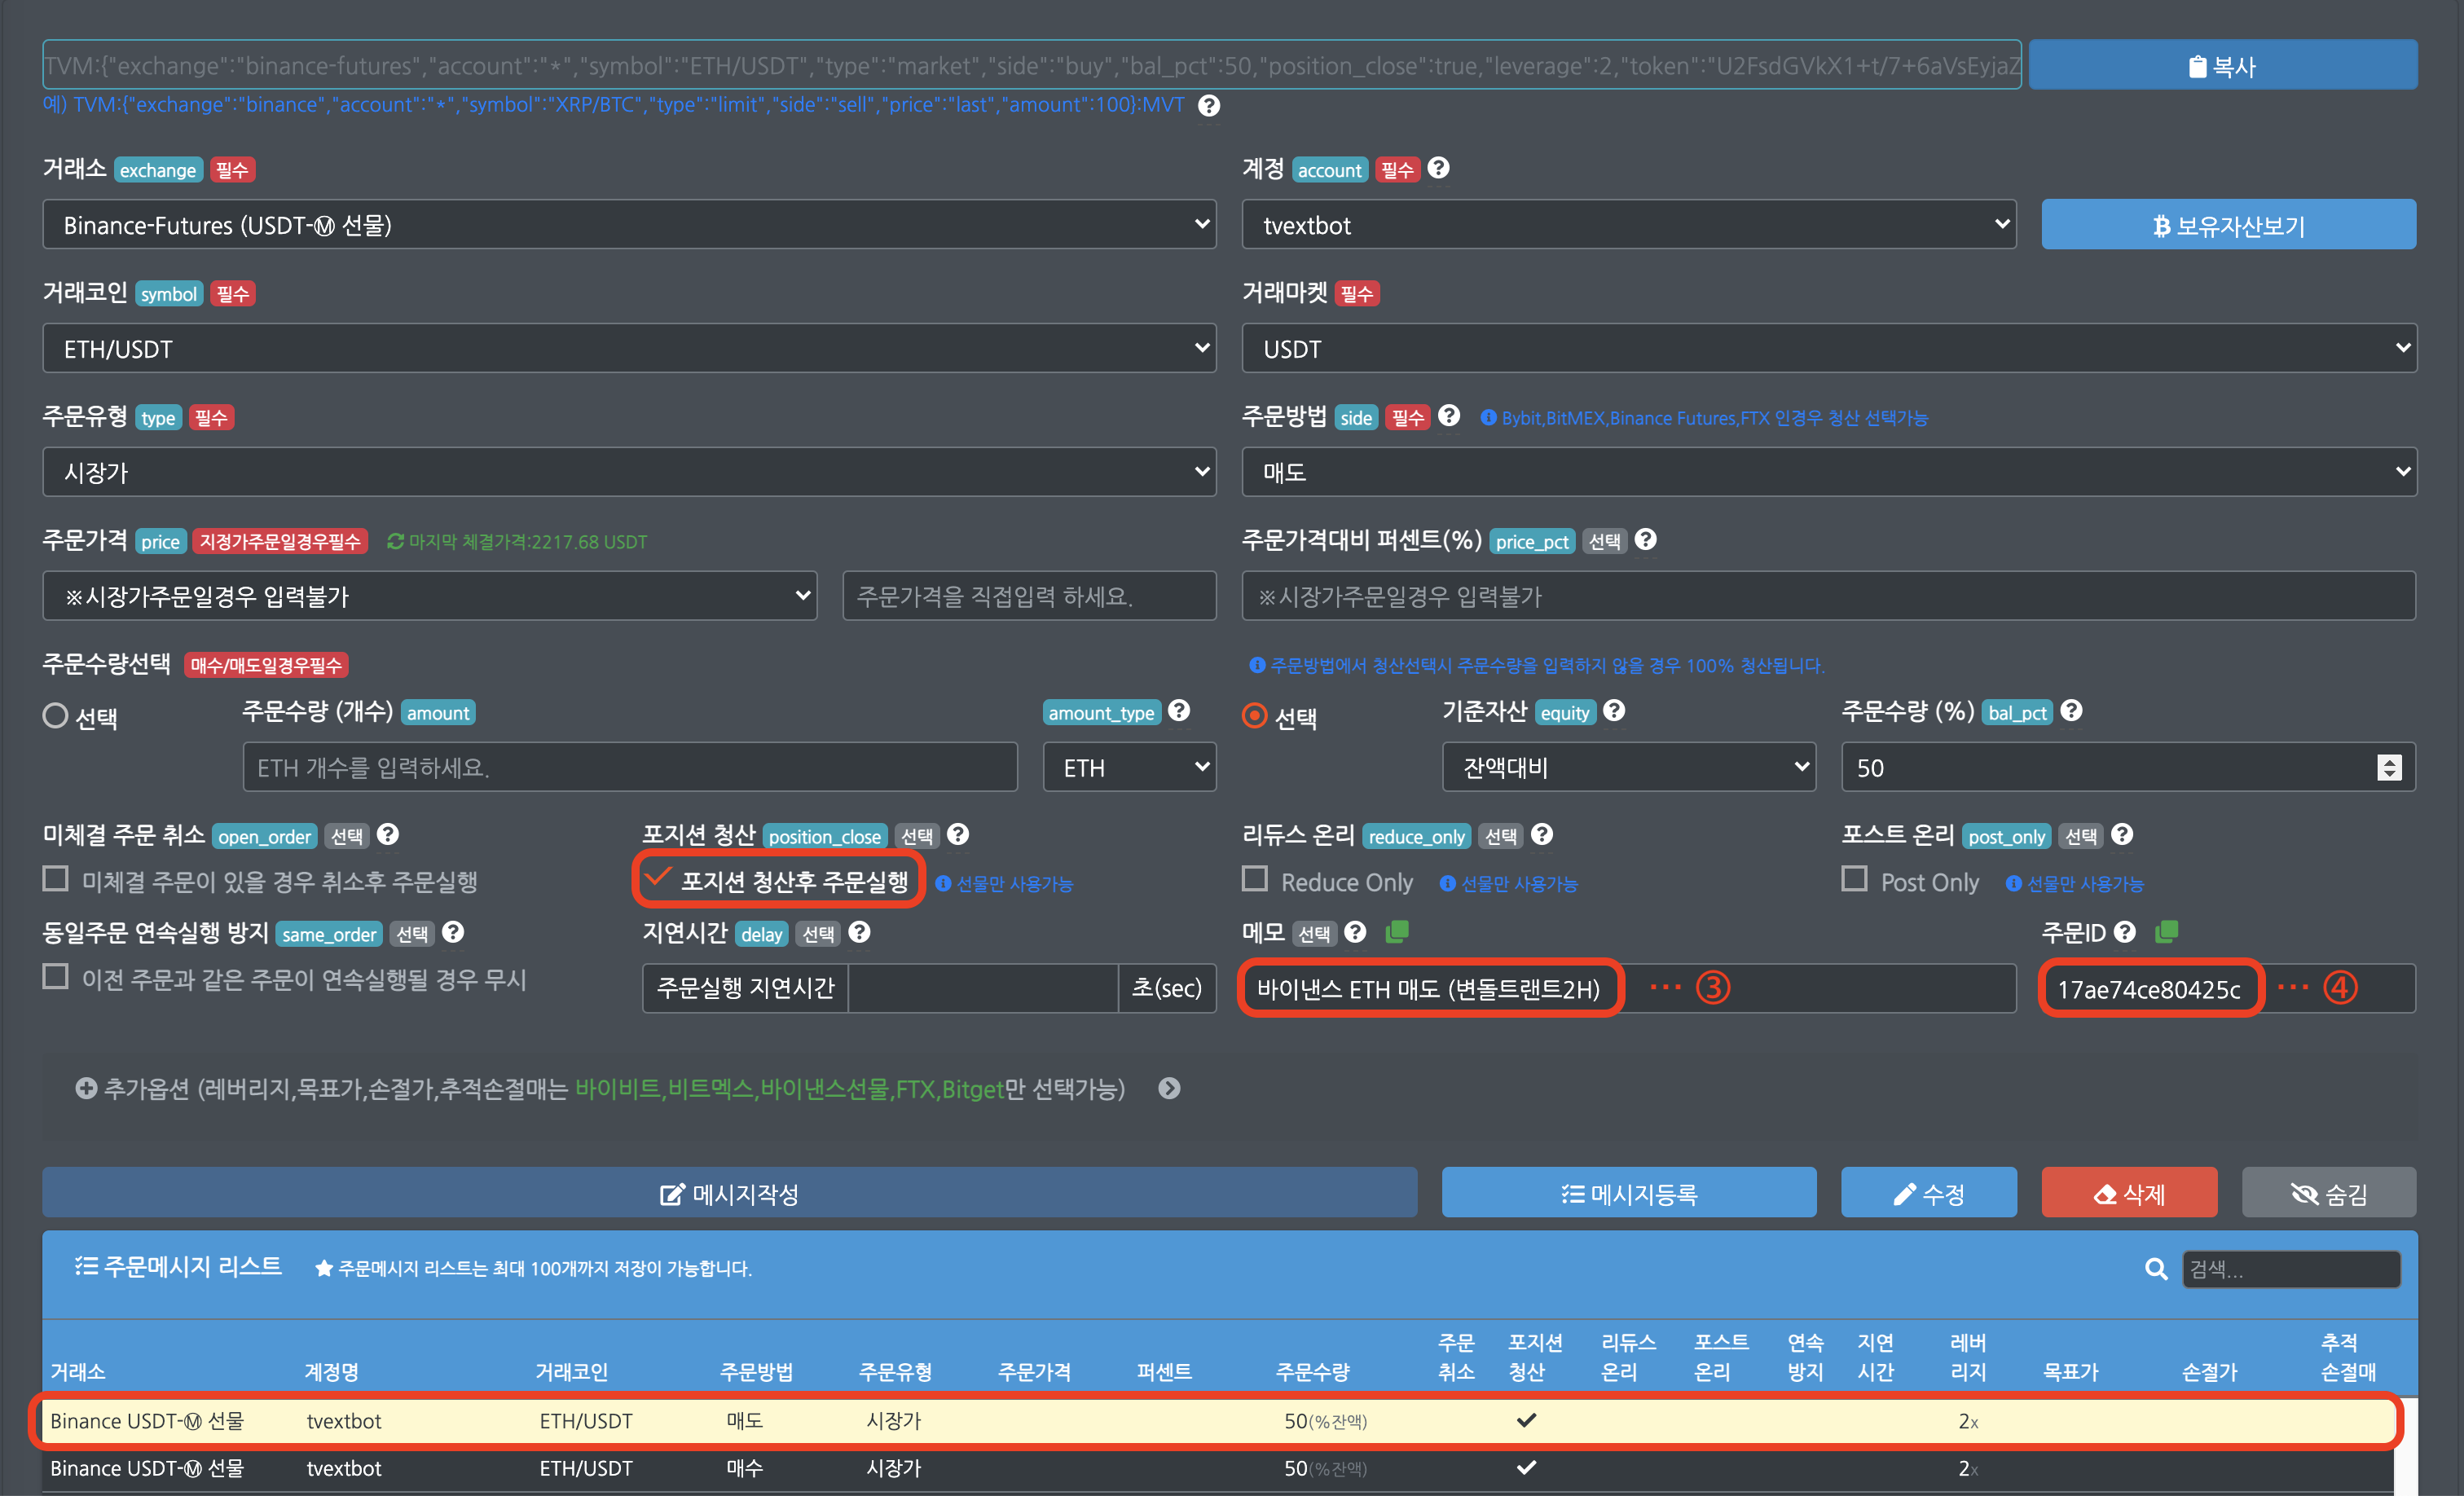 TVM:{"exchange":"binance-futures","account":"*","symbol":"ETH/USDT","type":"market","side":"buy","bal_pct":50,"position_close":true,"leverage":2,"token":"U2FsdGVkX1+t/7+6aVsEyjaZ
복사
예) TVM:{"exchange":"binance","account":"*","symbol":"XRP/BTC","type":"limit","side":"sell","price":"last","amount":100}:MVT
거래소 exchange 필수
계정 account 필수
Binance-Futures (USDT-Ⓜ 선물)
tvextbot
보유자산보기
거래코인 symbol 필수
거래마켓 필수
ETH/USDT
USDT
주문유형 type 필수
주문방법 side 필수 Bybit,BitMEX,Binance Futures,FTX 인경우 청산 선택가능
시장가
매도
주문가격 price 지정가주문일경우필수 마지막 체결가격:2217.68 USDT
주문가격대비 퍼센트(%) price_pct 선택
※시장가주문일경우 입력불가
주문가격을 직접입력 하세요.
※시장가주문일경우 입력불가
주문수량선택 매수/매도일경우필수
주문방법에서 청산선택시 주문수량을 입력하지 않을 경우 100% 청산됩니다.
선택
주문수량 (개수) amount
amount_type
선택
기준자산 equity
주문수량 (%) bal_pct
ETH 개수를 입력하세요.
ETH
잔액대비
50
미체결 주문 취소 open_order 선택
포지션 청산 position_close 선택
리듀스 온리 reduce_only 선택
포스트 온리 post_only 선택
미체결 주문이 있을 경우 취소후 주문실행
포지션 청산후 주문실행 선물만 사용가능
Reduce Only 선물만 사용가능
Post Only 선물만 사용가능
동일주문 연속실행 방지 same_order 선택
지연시간 delay 선택
메모 선택
주문ID
이전 주문과 같은 주문이 연속실행될 경우 무시
주문실행 지연시간
초(sec)
바이낸스 ETH 매도 (변돌트랜트2H) ··· ③
17ae74ce80425c ··· ④
추가옵션 (레버리지,목표가,손절가,추적손절매는 바이비트,비트멕스,바이낸스선물,FTX,Bitget만 선택가능)
메시지작성
메시지등록
수정
삭제
숨김
주문메시지 리스트 ★ 주문메시지 리스트는 최대 100개까지 저장이 가능합니다.
검색...
거래소 계정명 거래코인 주문방법 주문유형 주문가격 퍼센트 주문수량 주문취소 포지션청산 리듀스온리 포스트온리 연속방지 지연시간 레버리지 목표가 손절가 추적손절매
Binance USDT-Ⓜ 선물 tvextbot ETH/USDT 매도 시장가 50(%잔액) ✔ 2x
Binance USDT-Ⓜ 선물 tvextbot ETH/USDT 매수 시장가 50(%잔액) ✔ 2x